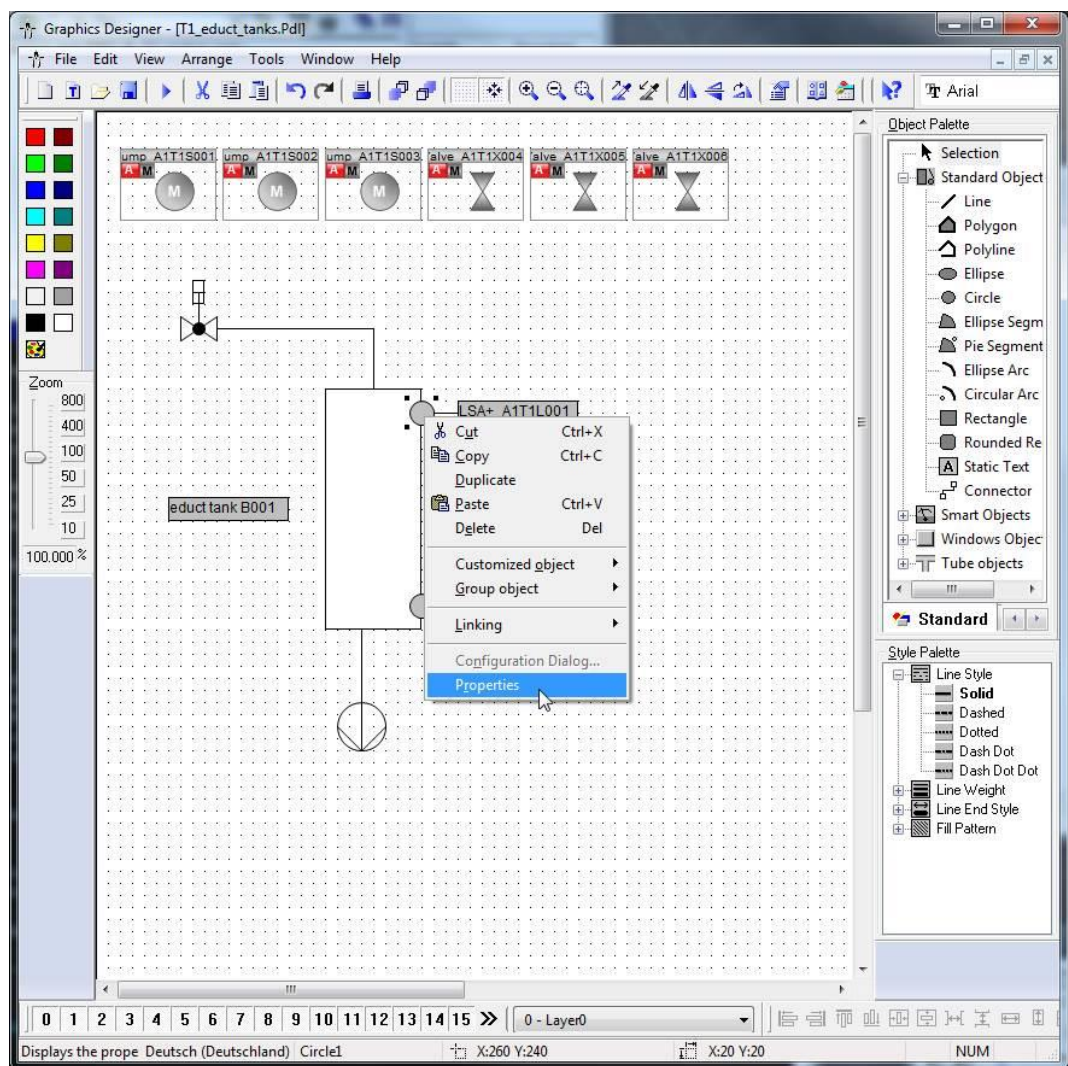 Graphics Designer - [T1_educt_tanks.Pdl]
File Edit View Arrange Tools Window Help
Arial
Object Palette
Selection
Standard Object
Line
Polygon
Polyline
Ellipse
Circle
Ellipse Segm
Pie Segment
Ellipse Arc
Circular Arc
Rectangle
Rounded Re
A Static Text
Connector
Smart Objects
Windows Objec
Tube objects
Standard
Style Palette
Line Style
Solid
Dashed
Dotted
Dash Dot
Dash Dot Dot
Line Weight
Line End Style
Fill Pattern
Zoom
800
400
100
50
25
10
100.000 %
ump_A1T1S001 ump_A1T1S002 ump_A1T1S003 alve_A1T1X004 alve_A1T1X005 alve_A1T1X006
A M A M A M A M A M A M
M M M
LSA+ A1T1L001
educt tank B001
Cut Ctrl+X
Copy Ctrl+C
Duplicate
Paste Ctrl+V
Delete Del
Customized object
Group object
Linking
Configuration Dialog...
Properties
0 1 2 3 4 5 6 7 8 9 10 11 12 13 14 15 0 - Layer0
Displays the prope Deutsch (Deutschland) Circle1 X:260 Y:240 X:20 Y:20 NUM